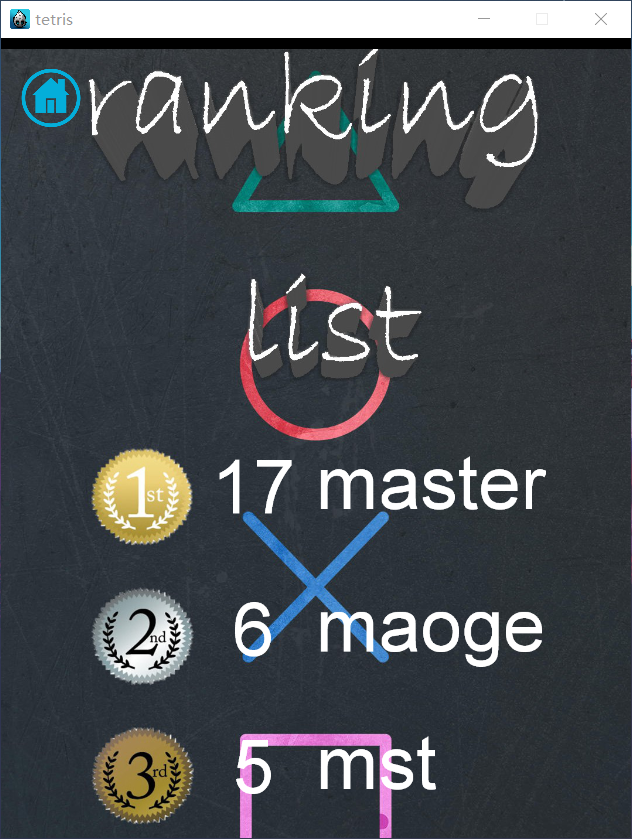 tetris
ranking
list
1st 17 master
2nd 6 maoge
3rd 5 mst